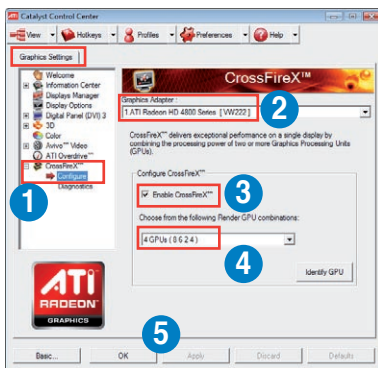 Catalyst Control Center
View Hotkeys Profiles Preferences Help
Graphics Settings
Welcome
Information Center
Displays Manager
Display Options
Digital Panel (DVI) 3
3D
Color
Avivo™ Video
ATI Overdrive™
CrossFireX™
Configure
Diagnostics
1
CrossFireX™
Graphics Adapter :
1.ATI Radeon HD 4800 Series [ VW222 ]
2
CrossFireX™ delivers exceptional performance on a single display by
combining the processing power of two or more Graphics Processing Units
(GPUs).
Configure CrossFireX™
Enable CrossFireX™
3
Choose from the following Render GPU combinations:
4 GPUs ( 8 6 2 4 )
4
Identify GPU
ATI
RADEON
GRAPHICS
5
Basic... OK Apply Discard Defaults